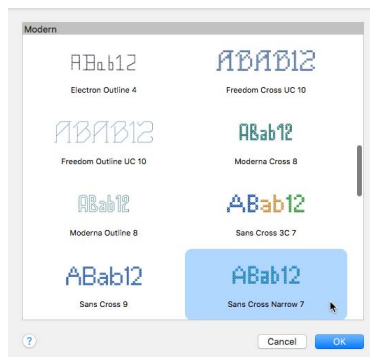 Modern
ABab12 ABAB12
Electron Outline 4 Freedom Cross UC 10
ABAB12 ABab12
Freedom Outline UC 10 Moderna Cross 8
ABab12 ABab12
Moderna Outline 8 Sans Cross 3C 7
ABab12 ABab12
Sans Cross 9 Sans Cross Narrow 7
? Cancel OK